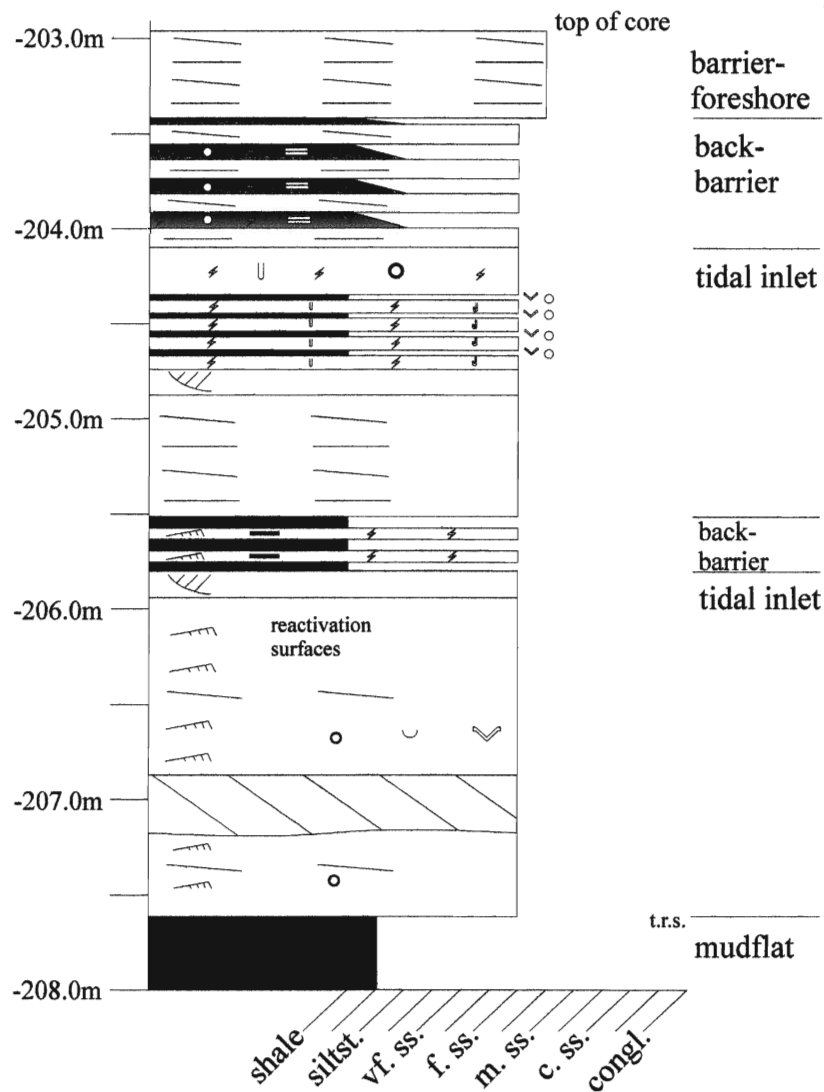 top of core
-203.0m
barrier-
foreshore
back-
barrier
-204.0m
tidal inlet
-205.0m
back-
barrier
-206.0m
tidal inlet
reactivation
surfaces
-207.0m
t.r.s.
mudflat
-208.0m
shale
siltst.
vf. ss.
f. ss.
m. ss.
c. ss.
congl.